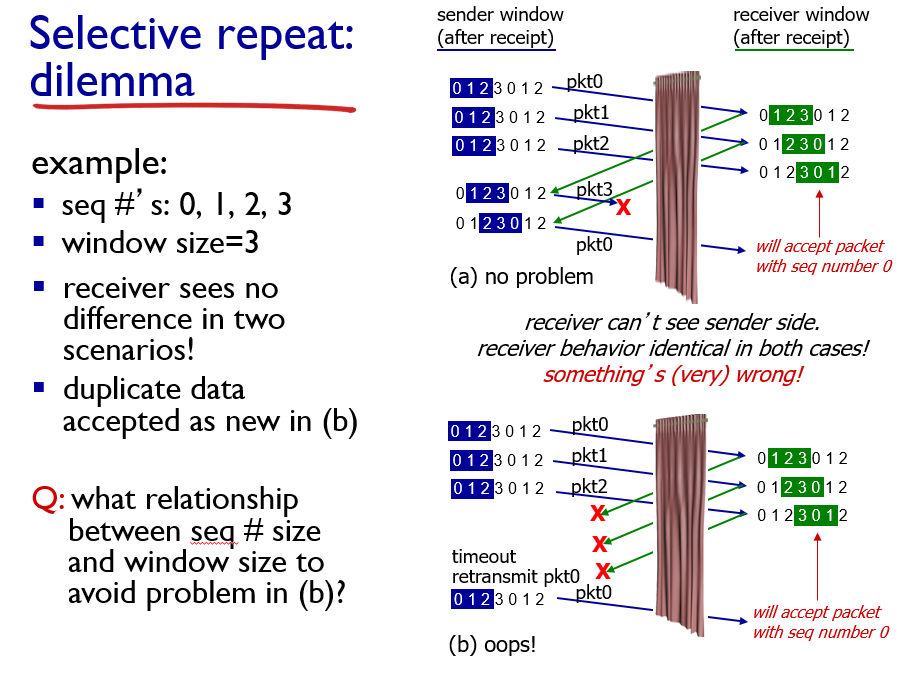 Selective repeat:
dilemma
example:
seq #’ s: 0, 1, 2, 3
window size=3
receiver sees no
difference in two
scenarios!
duplicate data
accepted as new in (b)
Q: what relationship
between seq # size
and window size to
avoid problem in (b)?
sender window
(after receipt)
receiver window
(after receipt)
0 1 2 3 0 1 2
pkt0
0 1 2 3 0 1 2
pkt1
0 1 2 3 0 1 2
pkt2
0 1 2 3 0 1 2
pkt3
X
0 1 2 3 0 1 2
pkt0
0 1 2 3 0 1 2
0 1 2 3 0 1 2
0 1 2 3 0 1 2
will accept packet
with seq number 0
(a) no problem
receiver can’ t see sender side.
receiver behavior identical in both cases!
something’ s (very) wrong!
0 1 2 3 0 1 2
pkt0
0 1 2 3 0 1 2
pkt1
0 1 2 3 0 1 2
pkt2
X
X
X
timeout
retransmit pkt0
0 1 2 3 0 1 2
pkt0
0 1 2 3 0 1 2
0 1 2 3 0 1 2
0 1 2 3 0 1 2
will accept packet
with seq number 0
(b) oops!